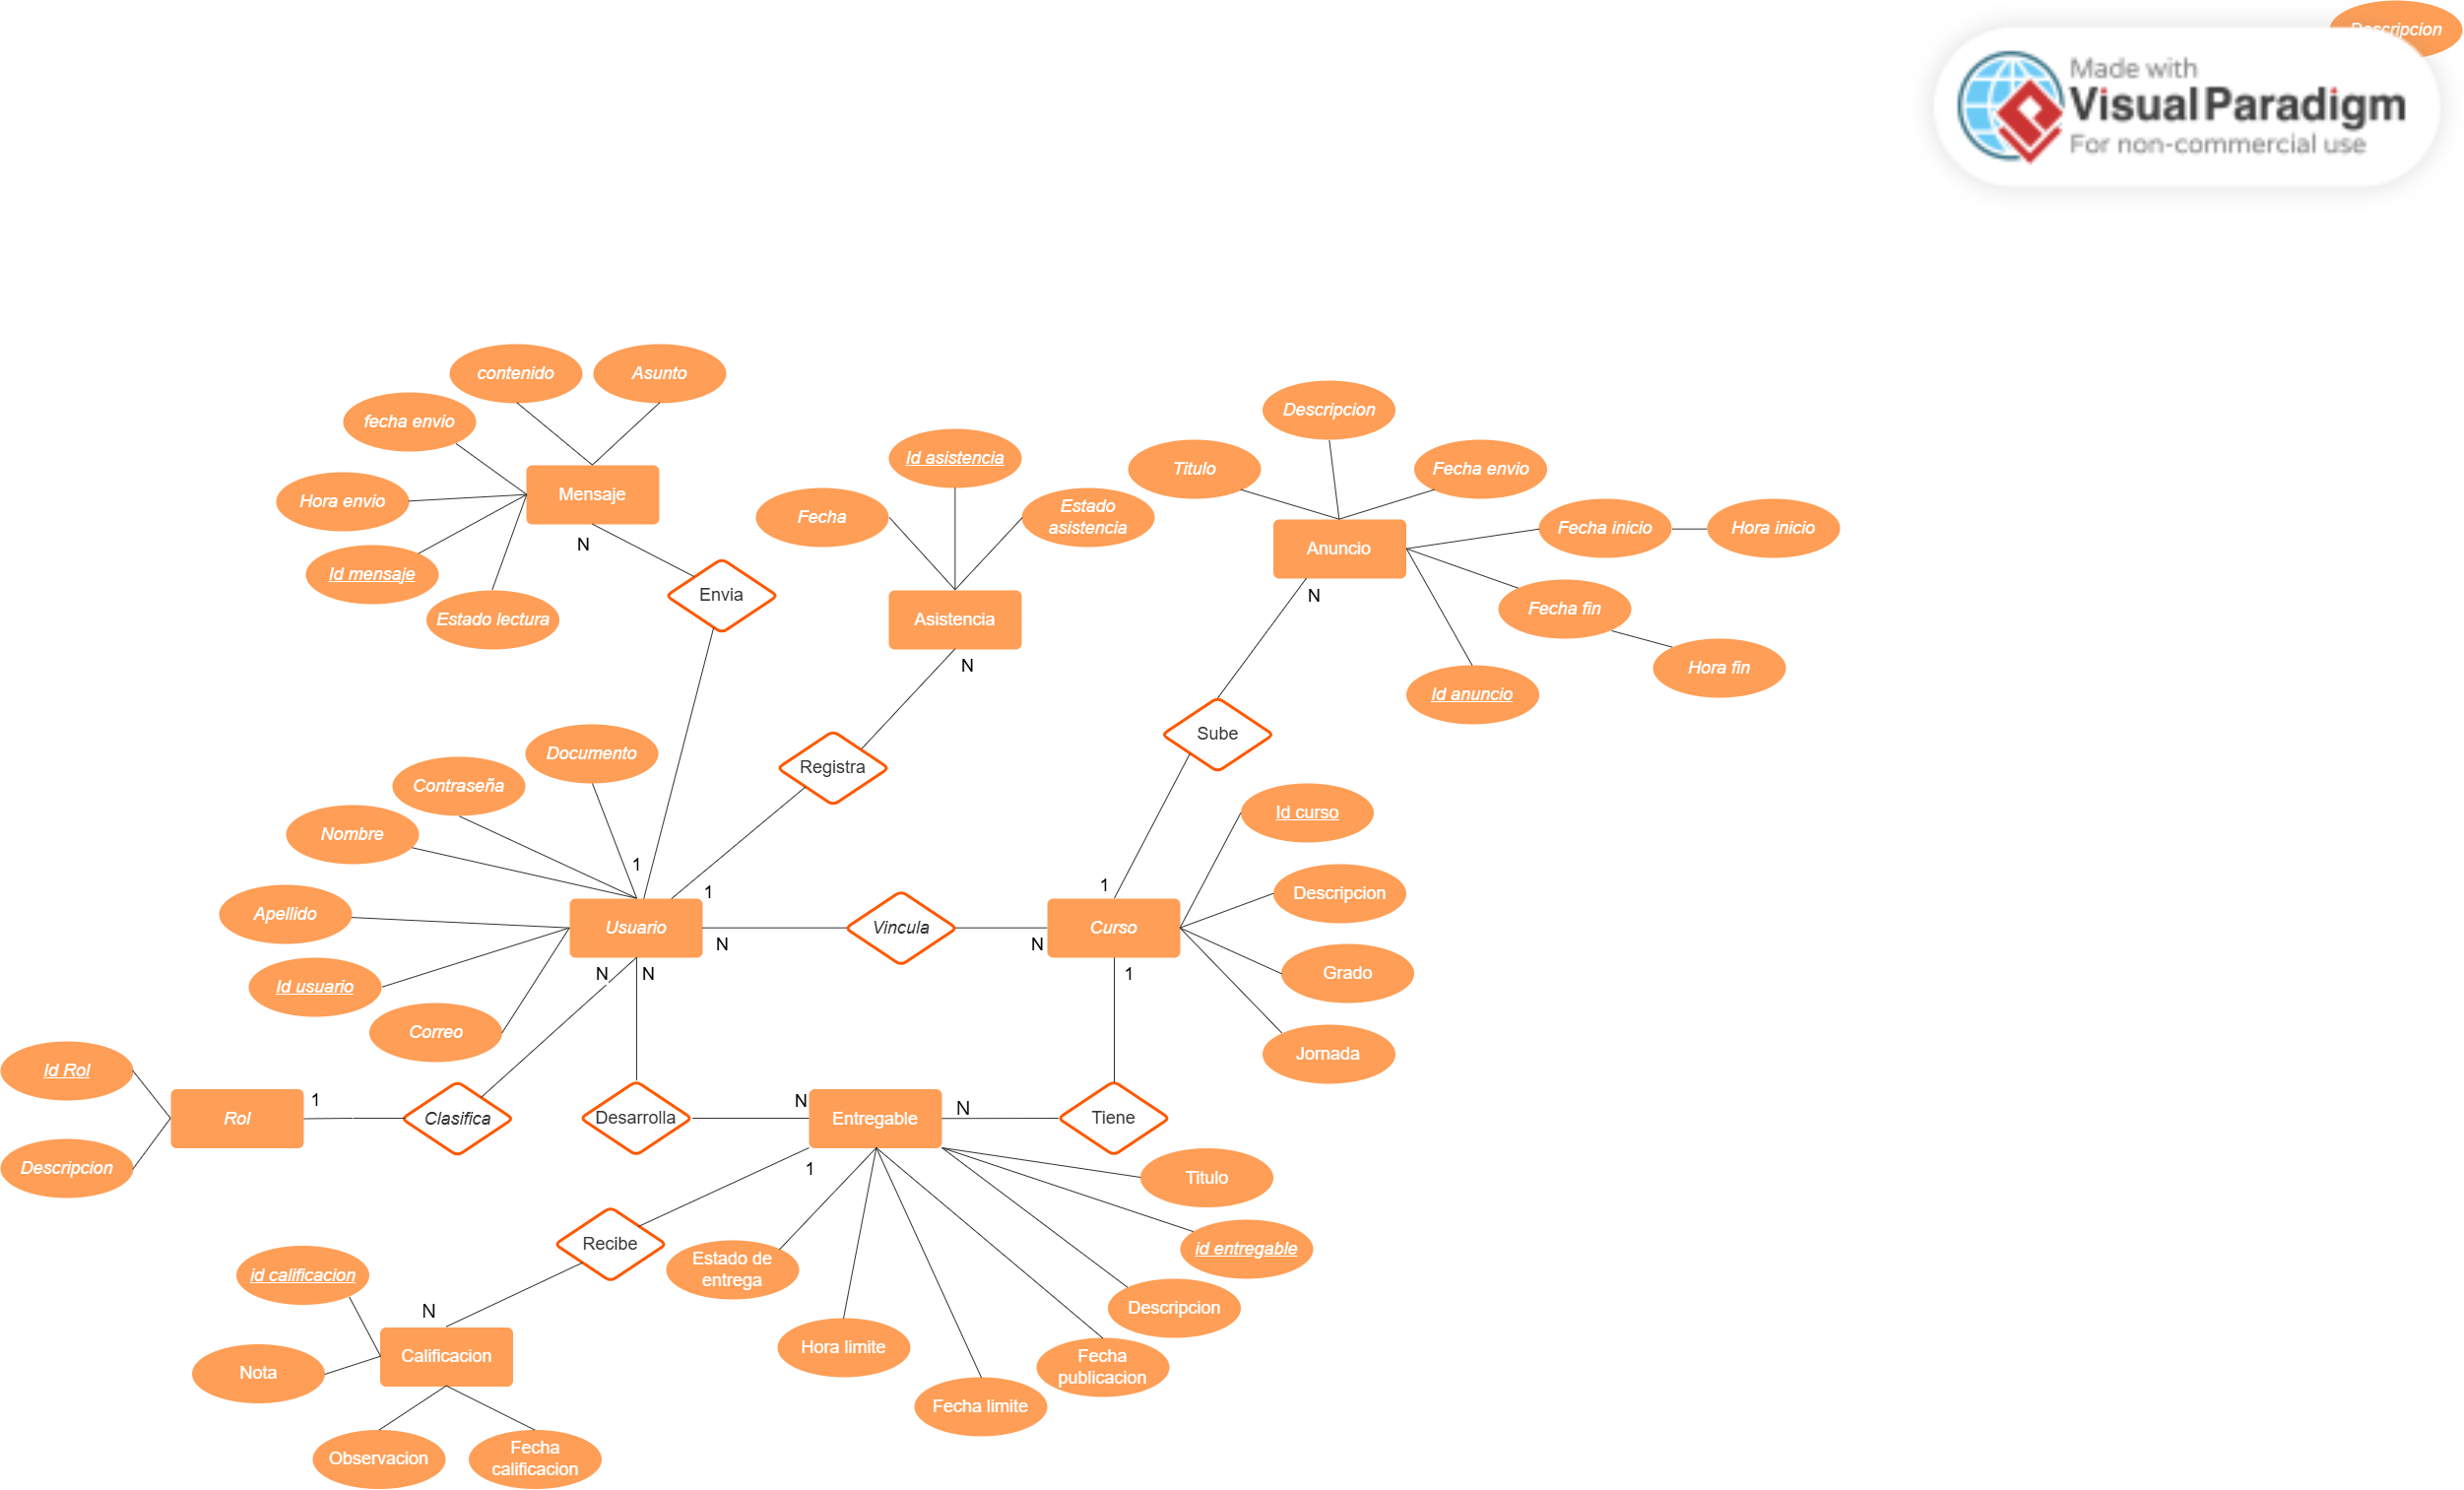 Descripcion
Made with
Visual Paradigm
For non-commercial use
contenido
Asunto
fecha envio
Hora envio
Mensaje
Id mensaje
Estado lectura
N
Envia
Id asistencia
Fecha
Estado
asistencia
Asistencia
N
Registra
Descripcion
Titulo
Fecha envio
Fecha inicio
Hora inicio
Anuncio
Fecha fin
Hora fin
Id anuncio
N
Sube
1
Documento
Contraseña
Nombre
Apellido
Id usuario
Correo
1
1
Usuario
N
Vincula
N
Curso
Id curso
Descripcion
Grado
Jornada
N
N
1
Id Rol
Rol
Descripcion
1
Clasifica
Desarrolla
N
Entregable
N
Tiene
1
Recibe
N
Titulo
id entregable
Descripcion
Fecha
publicacion
Fecha limite
Hora limite
Estado de
entrega
id calificacion
Calificacion
Nota
Observacion
Fecha
calificacion